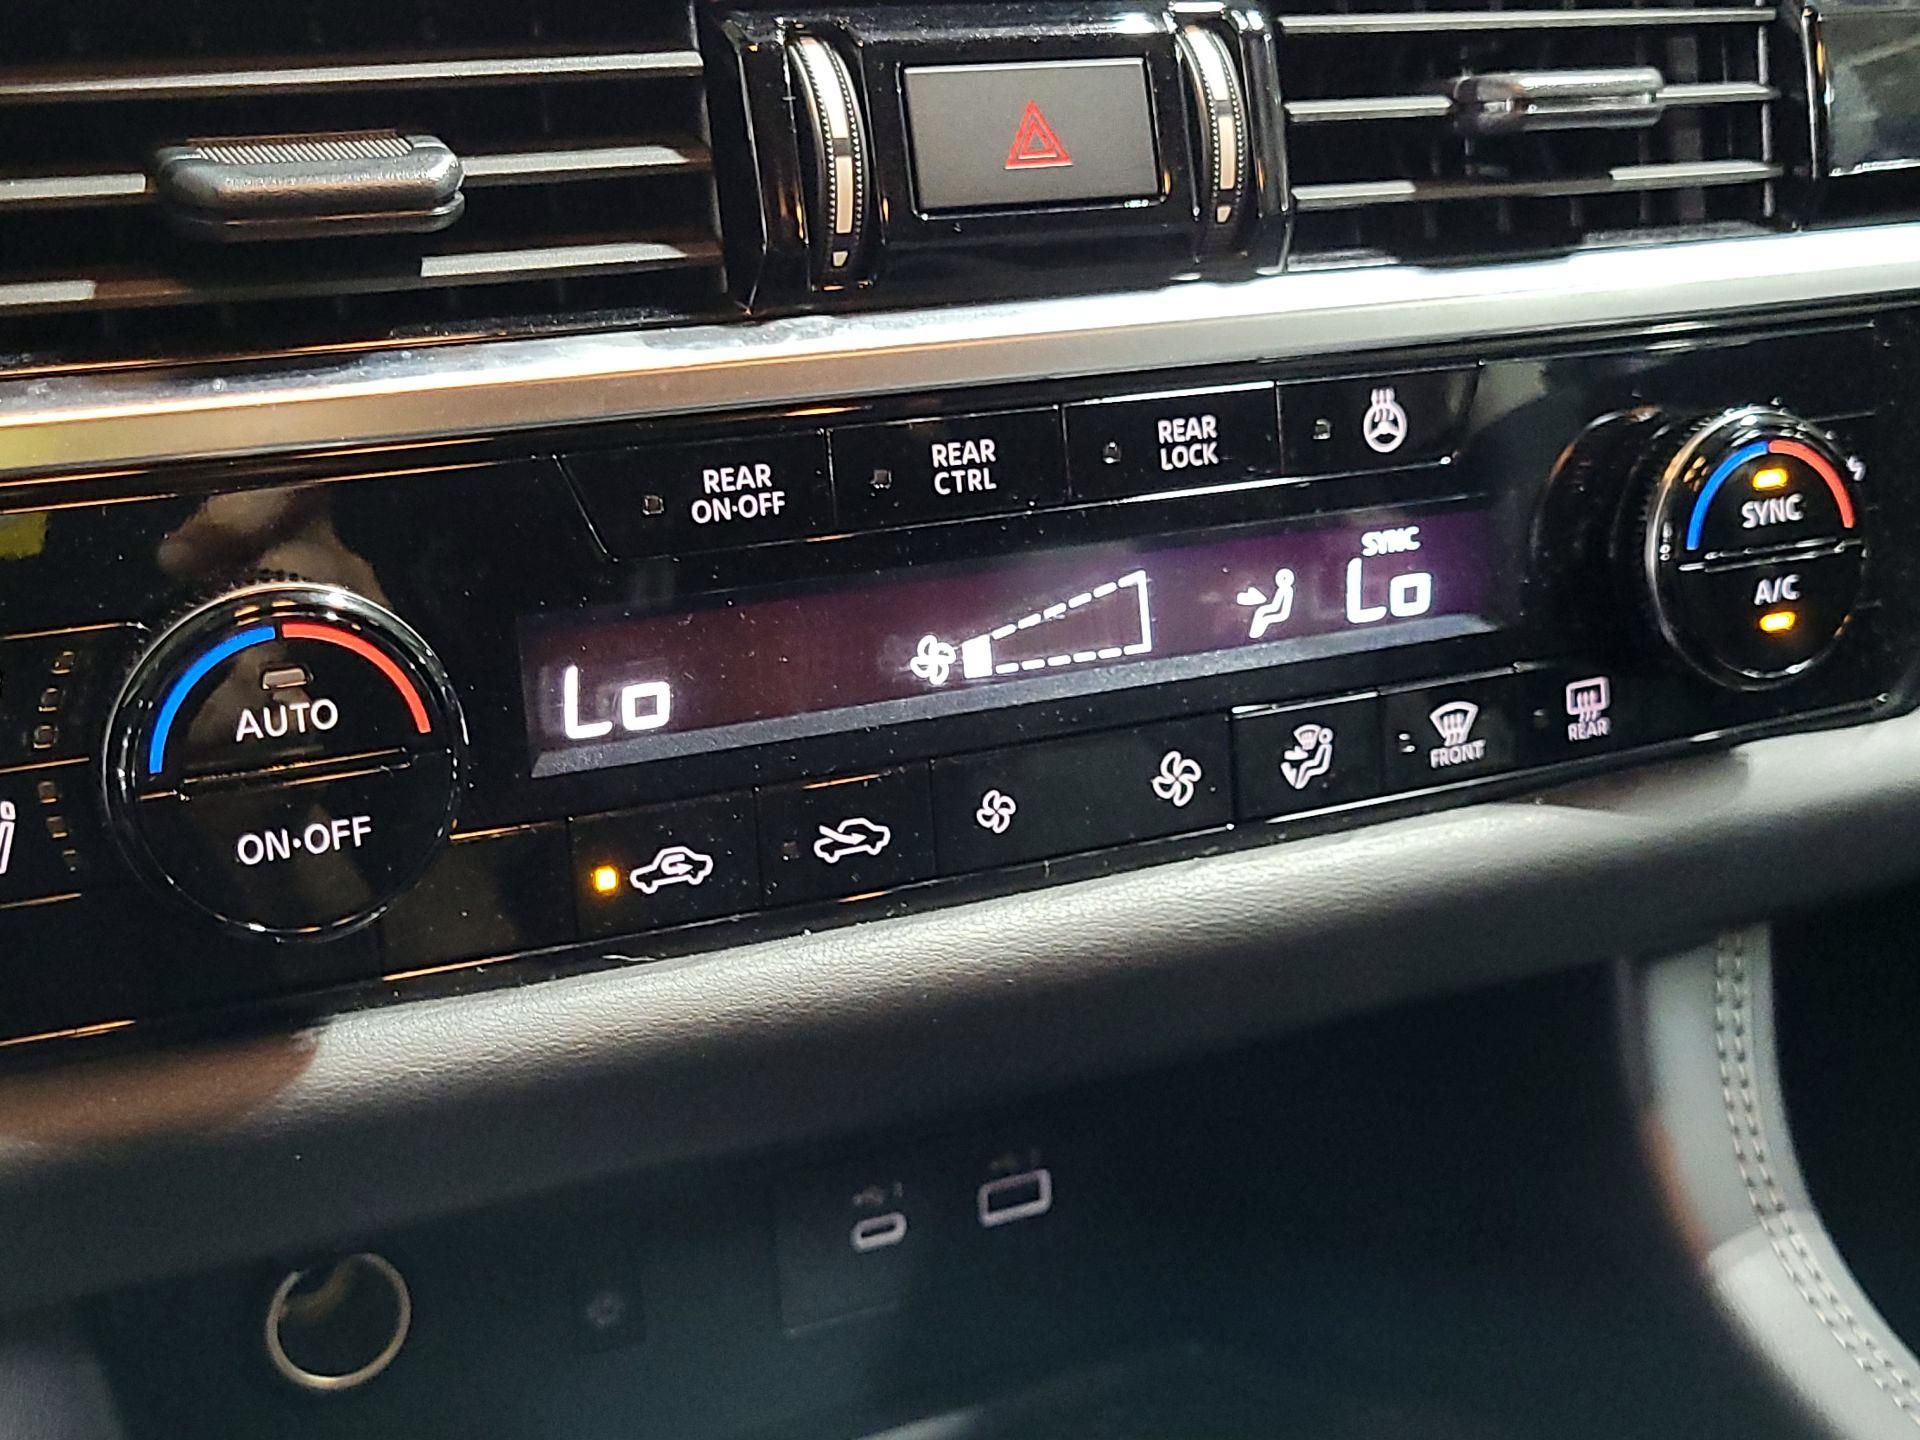 REAR
ON·OFF
REAR
CTRL
REAR
LOCK
SYNC
A/C
SYNC
Lo
Lo
AUTO
ON·OFF
FRONT
REAR